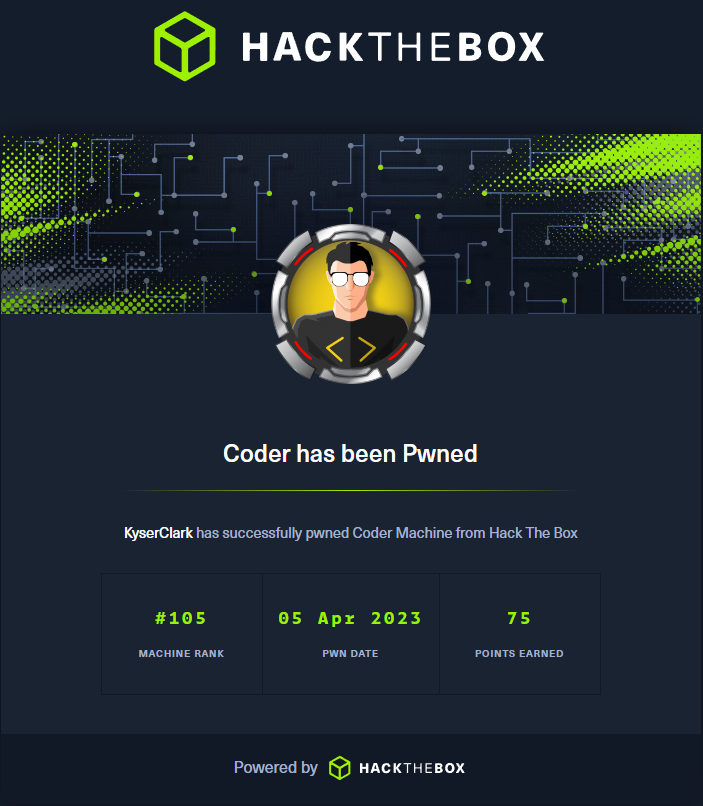 HACKTHEBOX
Coder has been Pwned
KyserClark has successfully pwned Coder Machine from Hack The Box
#105
05 Apr 2023
75
MACHINE RANK
PWN DATE
POINTS EARNED
Powered by HACKTHEBOX